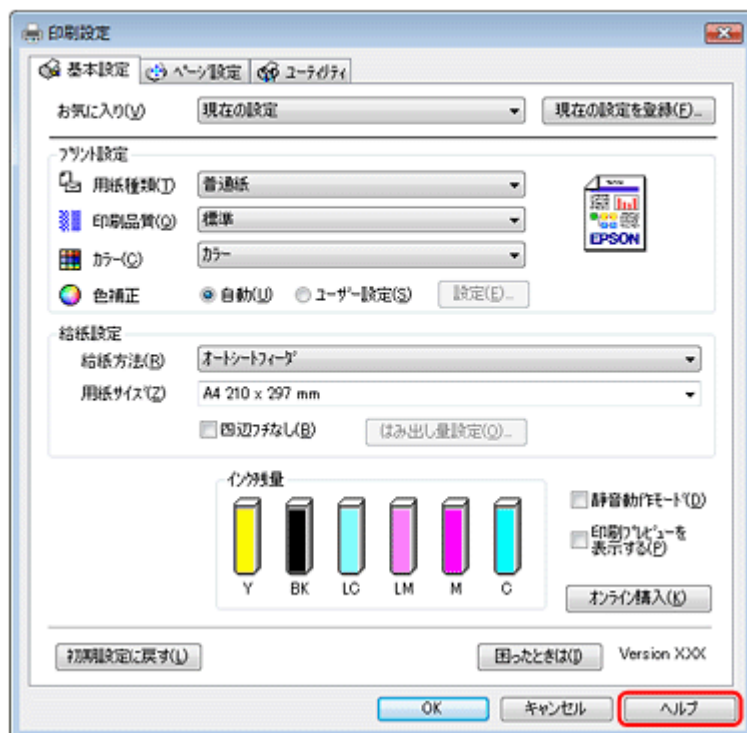 印刷設定
基本設定 ページ設定 ユーティリティ
お気に入り(V) 現在の設定 現在の設定を登録(F)...
プリント設定
用紙種類(T) 普通紙
印刷品質(Q) 標準
カラー(C) カラー
EPSON
色補正 自動(U) ユーザー設定(S) 設定(E)...
給紙設定
給紙方法(R) オートシートフィーダ
用紙サイズ(Z) A4 210 x 297 mm
四辺フチなし(B) はみ出し量設定(O)...
インク残量
静音動作モード(D)
印刷プレビューを
表示する(P)
Y BK LC LM M C
オンライン購入(K)
初期設定に戻す(L) 困ったときは(I) Version XXX
OK キャンセル ヘルプ